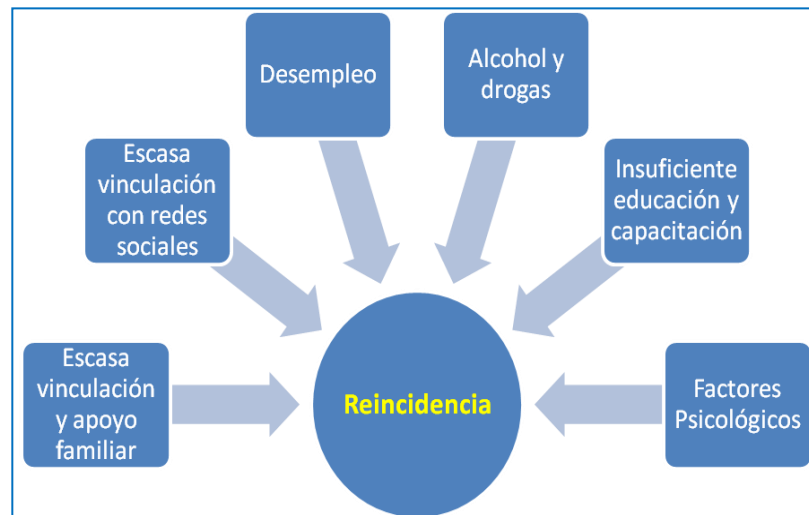 Desempleo
Alcohol y
drogas
Escasa
vinculación
con redes
sociales
Insuficiente
educación y
capacitación
Escasa
vinculación
y apoyo
familiar
Reincidencia
Factores
Psicológicos